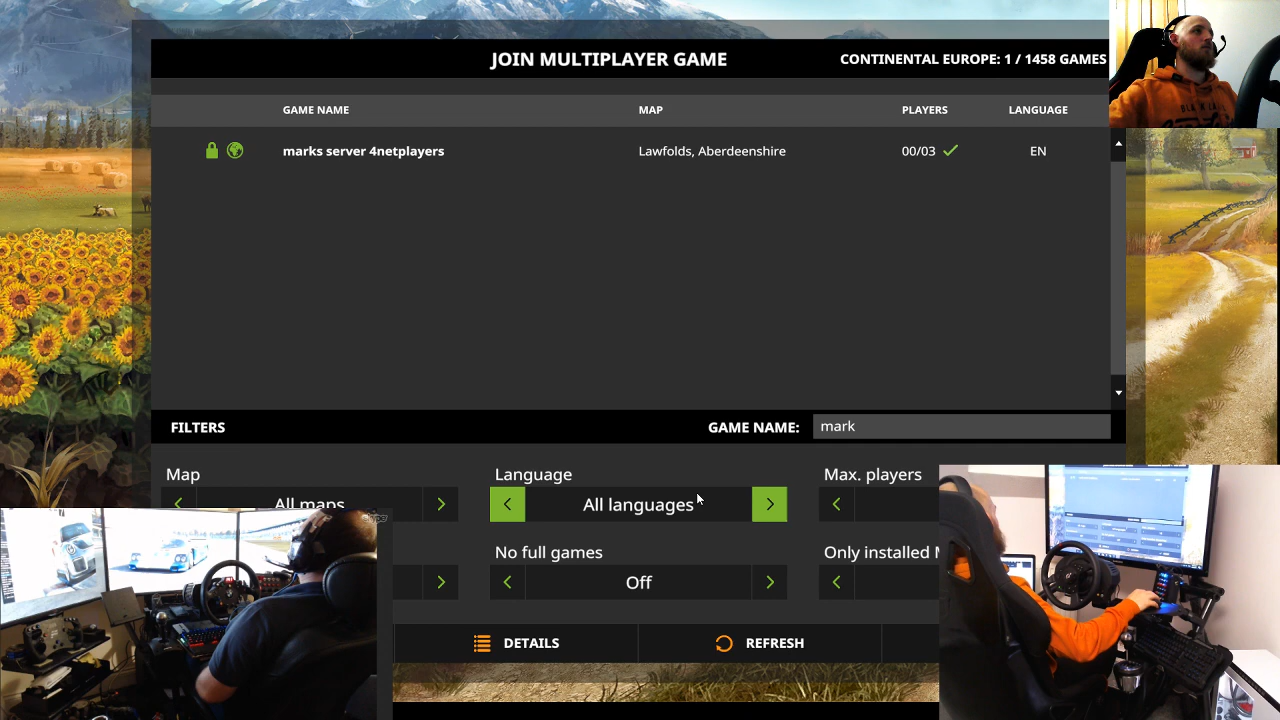 JOIN MULTIPLAYER GAME
CONTINENTAL EUROPE: 1 / 1458 GAMES
GAME NAME MAP PLAYERS LANGUAGE
marks server 4netplayers Lawfolds, Aberdeenshire 00/03 EN
FILTERS GAME NAME: mark
Map Language Max. players
All maps All languages
No full games Only installed
Off
DETAILS REFRESH